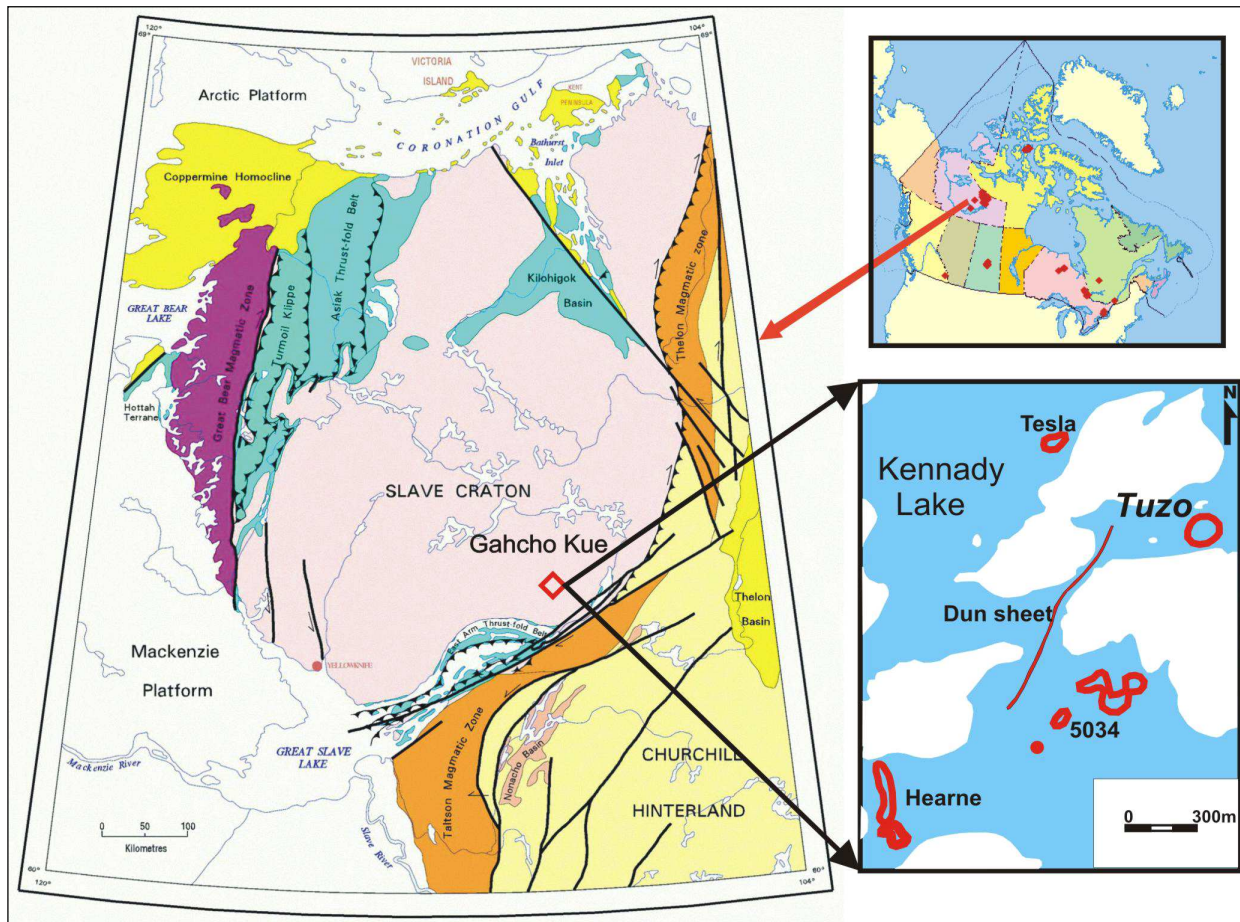 120°
69°
104°
69°
VICTORIA
ISLAND
Arctic Platform
KENT
PENINSULA
CORONATION GULF
Bathurst
Inlet
Coppermine Homocline
Asiak Thrust-fold Belt
Turmoil Klippe
Great Bear Magmatic Zone
GREAT BEAR
LAKE
Hottah
Terrane
Kilohigok
Basin
Thelon Magmatic zone
SLAVE CRATON
Gahcho Kue
Thelon
Basin
East Arm Thrust-fold Belt
Mackenzie
Platform
YELLOWKNIFE
GREAT SLAVE
LAKE
Mackenzie River
Slave River
Taltson Magmatic Zone
Nonacho Basin
CHURCHILL
HINTERLAND
0 50 100
Kilometres
60°
120°
60°
104°
N
Tesla
Kennady
Lake
Tuzo
Dun sheet
5034
Hearne
0 300m